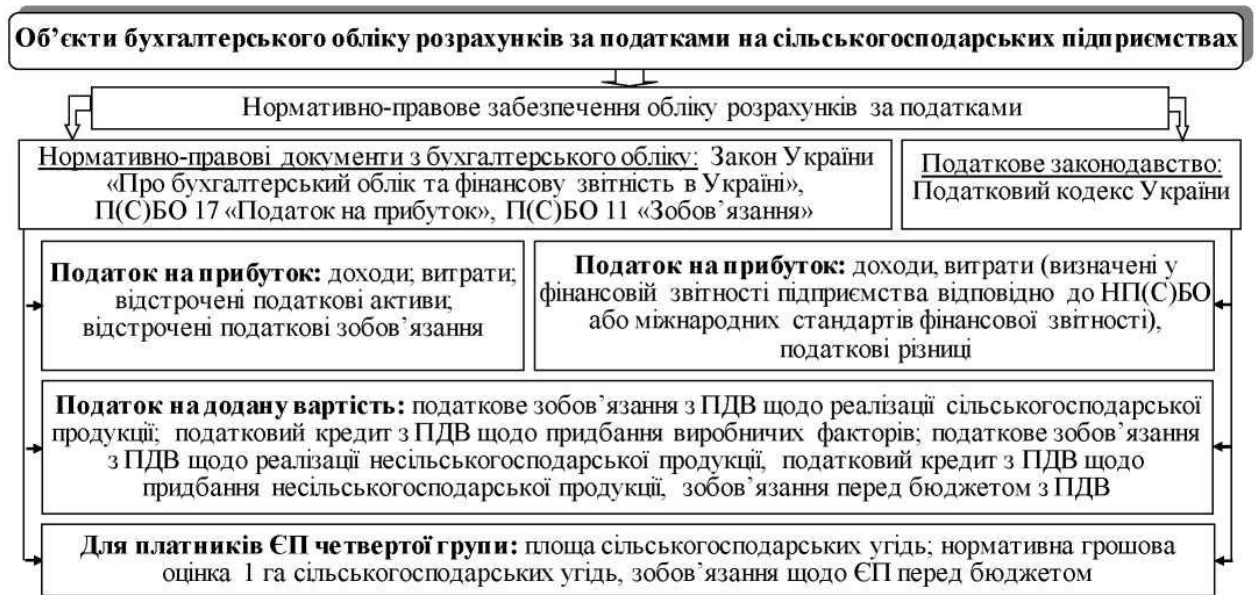 Об’єкти бухгалтерського обліку розрахунків за податками на сільськогосподарських підприємствах
Нормативно-правове забезпечення обліку розрахунків за податками
Нормативно-правові документи з бухгалтерського обліку: Закон України
«Про бухгалтерський облік та фінансову звітність в Україні»,
П(С)БО 17 «Податок на прибуток», П(С)БО 11 «Зобов’язання»
Податкове законодавство:
Податковий кодекс України
Податок на прибуток: доходи; витрати;
відстрочені податкові активи;
відстрочені податкові зобов’язання
Податок на прибуток: доходи, витрати (визначені у
фінансовій звітності підприємства відповідно до НП(С)БО
або міжнародних стандартів фінансової звітності),
податкові різниці
Податок на додану вартість: податкове зобов’язання з ПДВ щодо реалізації сільськогосподарської
продукції; податковий кредит з ПДВ щодо придбання виробничих факторів; податкове зобов’язання
з ПДВ щодо реалізації несільськогосподарської продукції, податковий кредит з ПДВ щодо
придбання несільськогосподарської продукції, зобов’язання перед бюджетом з ПДВ
Для платників ЄП четвертої групи: площа сільськогосподарських угідь; нормативна грошова
оцінка 1 га сільськогосподарських угідь, зобов’язання щодо ЄП перед бюджетом